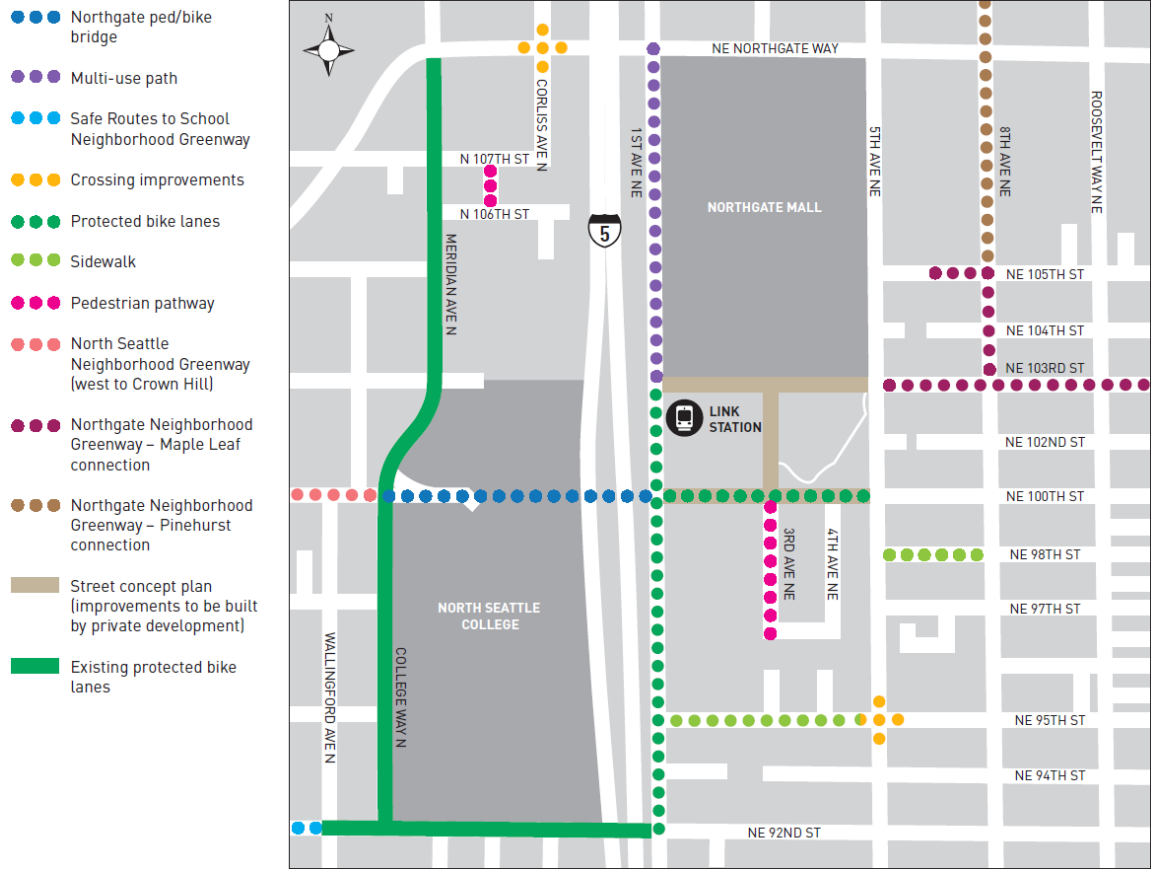 Northgate ped/bike
bridge
Multi-use path
Safe Routes to School
Neighborhood Greenway
Crossing improvements
Protected bike lanes
Sidewalk
Pedestrian pathway
North Seattle
Neighborhood Greenway
(west to Crown Hill)
Northgate Neighborhood
Greenway – Maple Leaf
connection
Northgate Neighborhood
Greenway – Pinehurst
connection
Street concept plan
(improvements to be built
by private development)
Existing protected bike
lanes
N
NE NORTHGATE WAY
CORLISS AVE N
1ST AVE NE
5TH AVE NE
8TH AVE NE
ROOSEVELT WAY NE
N 107TH ST
N 106TH ST
NORTHGATE MALL
5
MERIDIAN AVE N
NE 105TH ST
NE 104TH ST
NE 103RD ST
LINK
STATION
NE 102ND ST
NE 100TH ST
3RD AVE NE
4TH AVE NE
NE 98TH ST
NORTH SEATTLE
COLLEGE
NE 97TH ST
WALLINGFORD AVE N
COLLEGE WAY N
NE 95TH ST
NE 94TH ST
NE 92ND ST